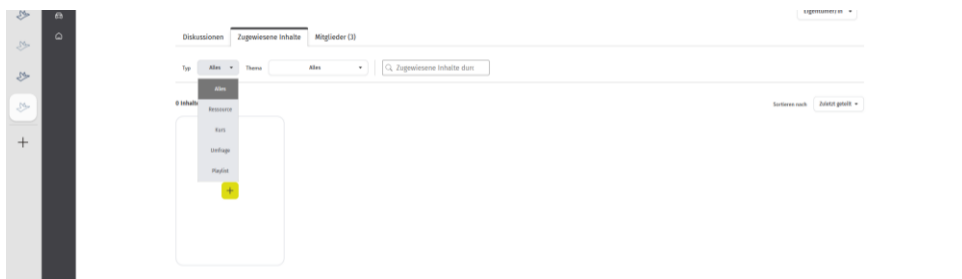 Eigentümer/in
Diskussionen Zugewiesene Inhalte Mitglieder (3)
Typ Alles Thema Alles Zugewiesene Inhalte durc
Alles
0 Inhalte Ressource Sortieren nach Zuletzt geteilt
Kurs
Umfrage
Playlist
+
+